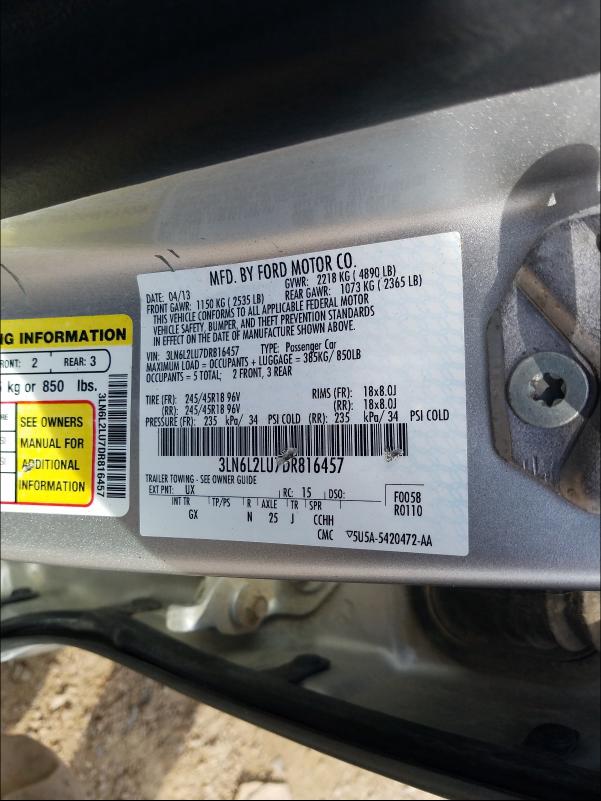 MFD. BY FORD MOTOR CO.
DATE: 04/13 GVWR: 2218 KG (4890 LB)
FRONT GAWR: 1150 KG (2535 LB) REAR GAWR: 1073 KG (2365 LB)
THIS VEHICLE CONFORMS TO ALL APPLICABLE FEDERAL MOTOR
VEHICLE SAFETY, BUMPER, AND THEFT PREVENTION STANDARDS
IN EFFECT ON THE DATE OF MANUFACTURE SHOWN ABOVE.
VIN: 3LN6L2LU7DR816457 TYPE: Passenger Car
MAXIMUM LOAD = OCCUPANTS + LUGGAGE = 385KG/ 850LB
OCCUPANTS = 5 TOTAL; 2 FRONT, 3 REAR
TIRE (FR): 245/45R18 96V RIMS (FR): 18x8.0J
(RR): 245/45R18 96V (RR): 18x8.0J
PRESSURE (FR): 235 kPa/ 34 PSI COLD (RR): 235 kPa/ 34 PSI COLD
3LN6L2LU7DR816457
TRAILER TOWING - SEE OWNER GUIDE
EXT PNT: UX RC: 15 DSO: F0058
INT TR TP/PS R AXLE TR SPR R0110
GX N 25 J CCHH
CMC ▽5U5A-5420472-AA
NG INFORMATION
RONT: 2 REAR: 3
kg or 850 lbs.
SEE OWNERS
MANUAL FOR
ADDITIONAL
INFORMATION
3LN6L2LU7DR816457